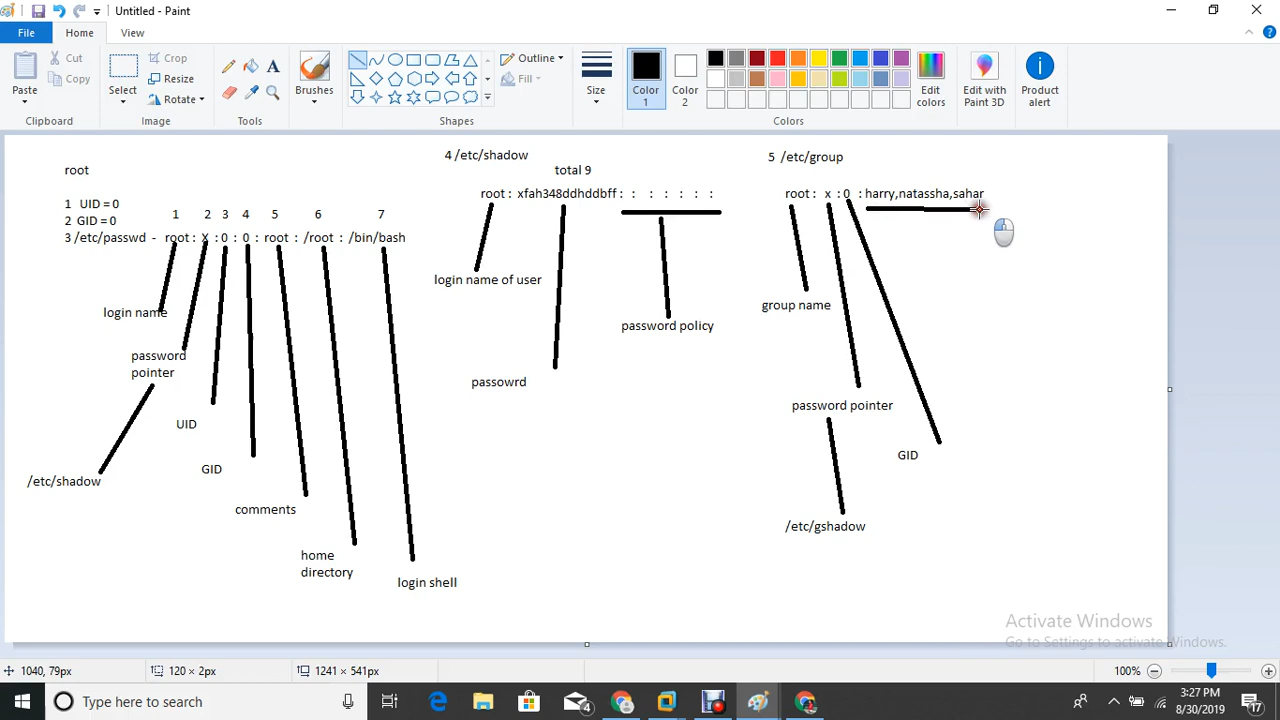 Untitled - Paint
File
Home
View
Paste
Cut
Copy
Clipboard
Select
Crop
Resize
Rotate
Image
A
Tools
Brushes
Outline
Fill
Shapes
Size
Color
1
Color
2
Edit
colors
Colors
Edit with
Paint 3D
Product
alert
root
1 UID = 0
2 GID = 0
1 2 3 4 5 6 7
3 /etc/passwd - root : X : 0 : 0 : root : /root : /bin/bash
login name
password
pointer
UID
GID
/etc/shadow
comments
home
directory
login shell
4 /etc/shadow
total 9
root : xfah348ddhddbff : : : : : : :
login name of user
password policy
passowrd
5 /etc/group
root : x : 0 : harry,natassha,sahar
group name
password pointer
GID
/etc/gshadow
Activate Windows
Go to Settings to activate Windows.
1040, 79px
120 × 2px
1241 × 541px
100%
Type here to search
4
3:27 PM
8/30/2019
17